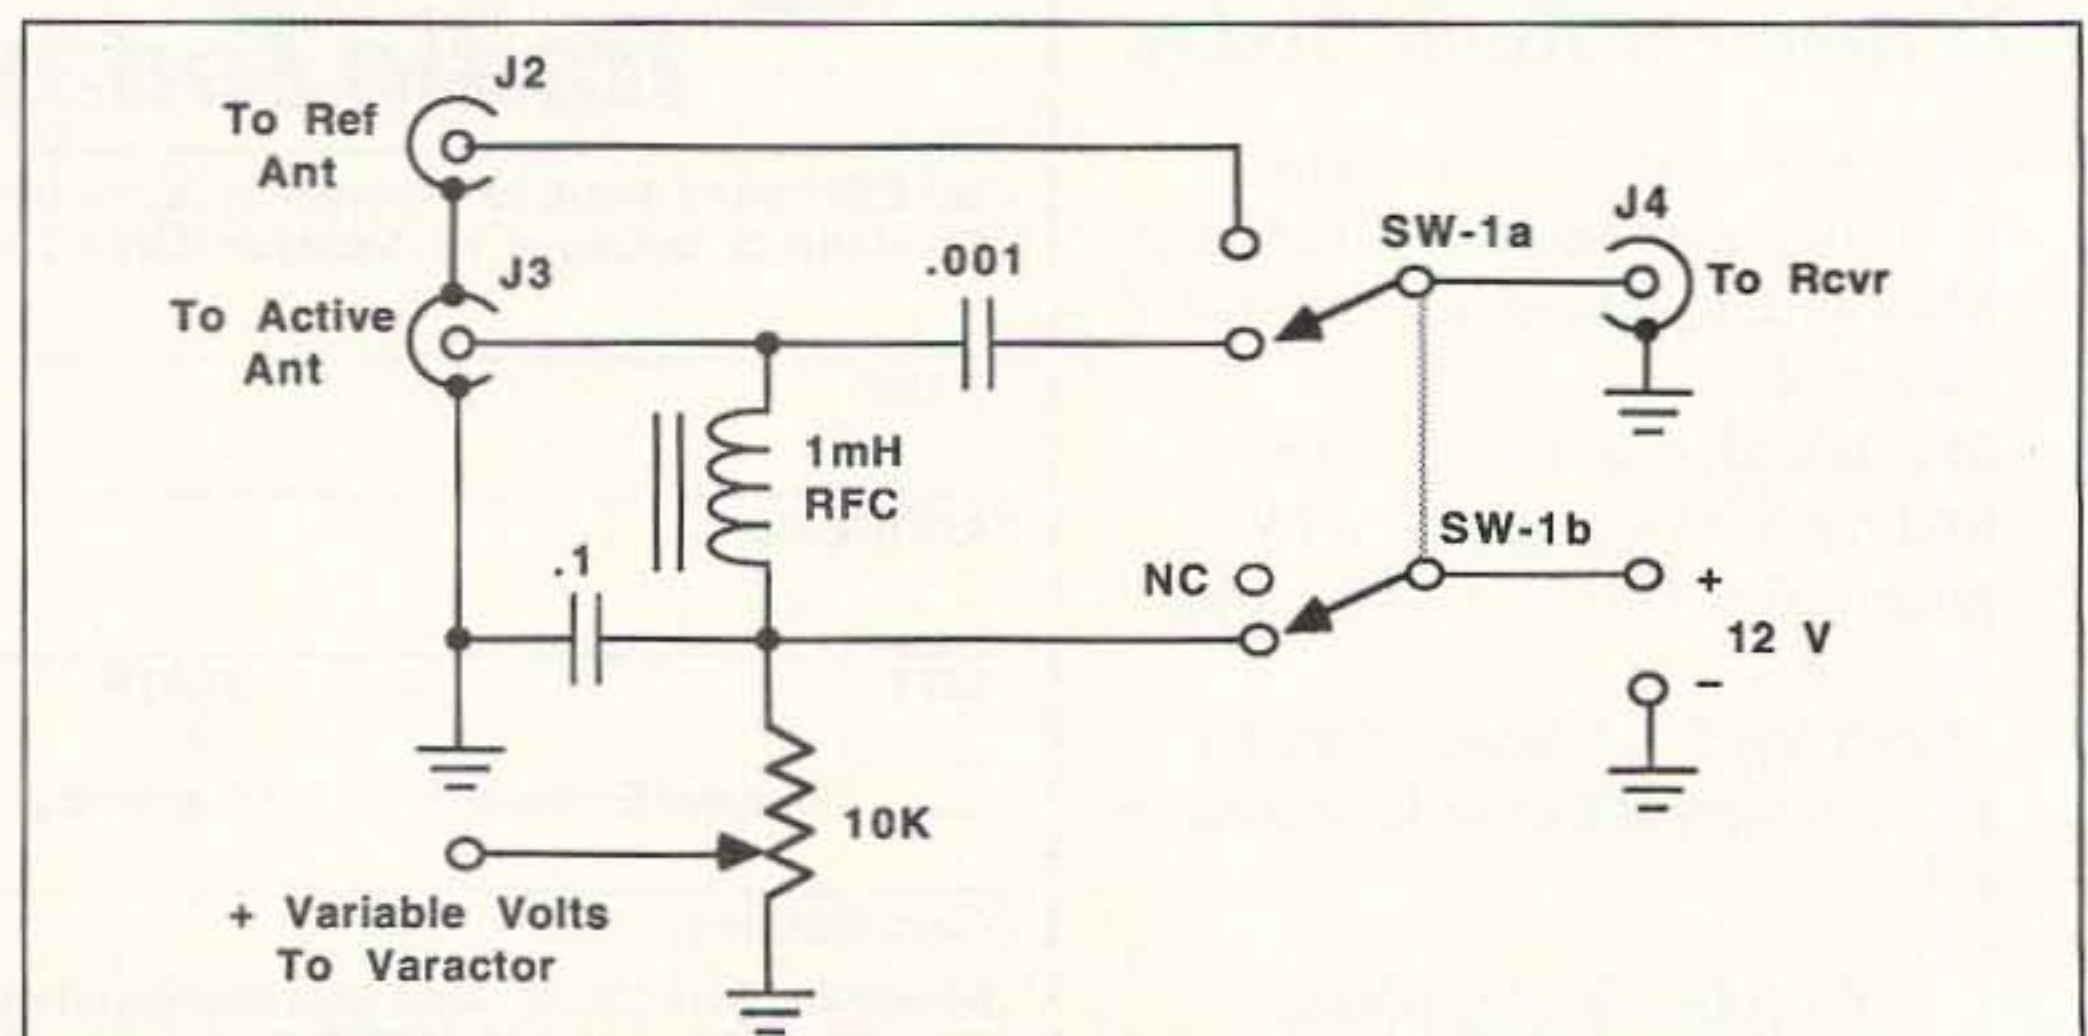 J2
To Ref
Ant
J3
To Active
Ant
.001
SW-1a
J4
To Rcvr
1mH
RFC
.1
NC
SW-1b
+
12 V
−
10K
+ Variable Volts
To Varactor